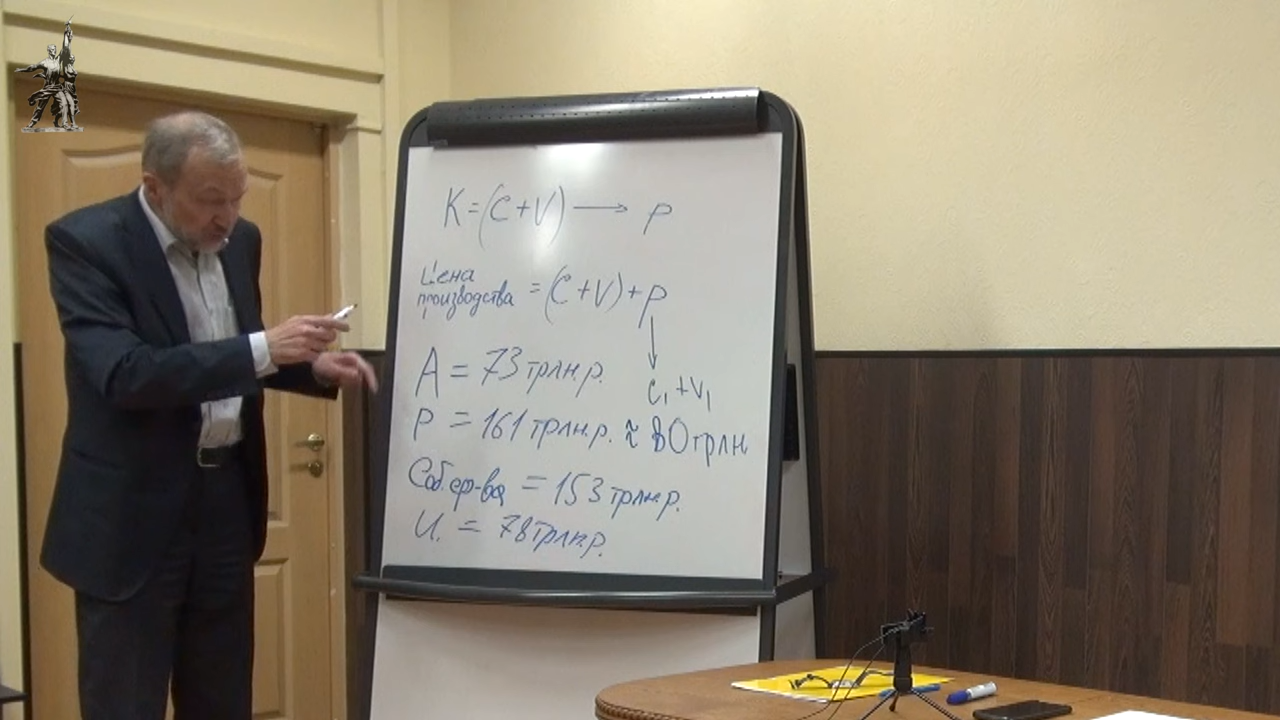 K = (C+V) → p
Цена
производства = (C+V)+p
↓
A = 73 трлн.р. c₁+v₁
P = 161 трлн.р. ≈ 80 трлн
Соб.ср-ва = 153 трлн.р.
И. = 78 трлн.р.